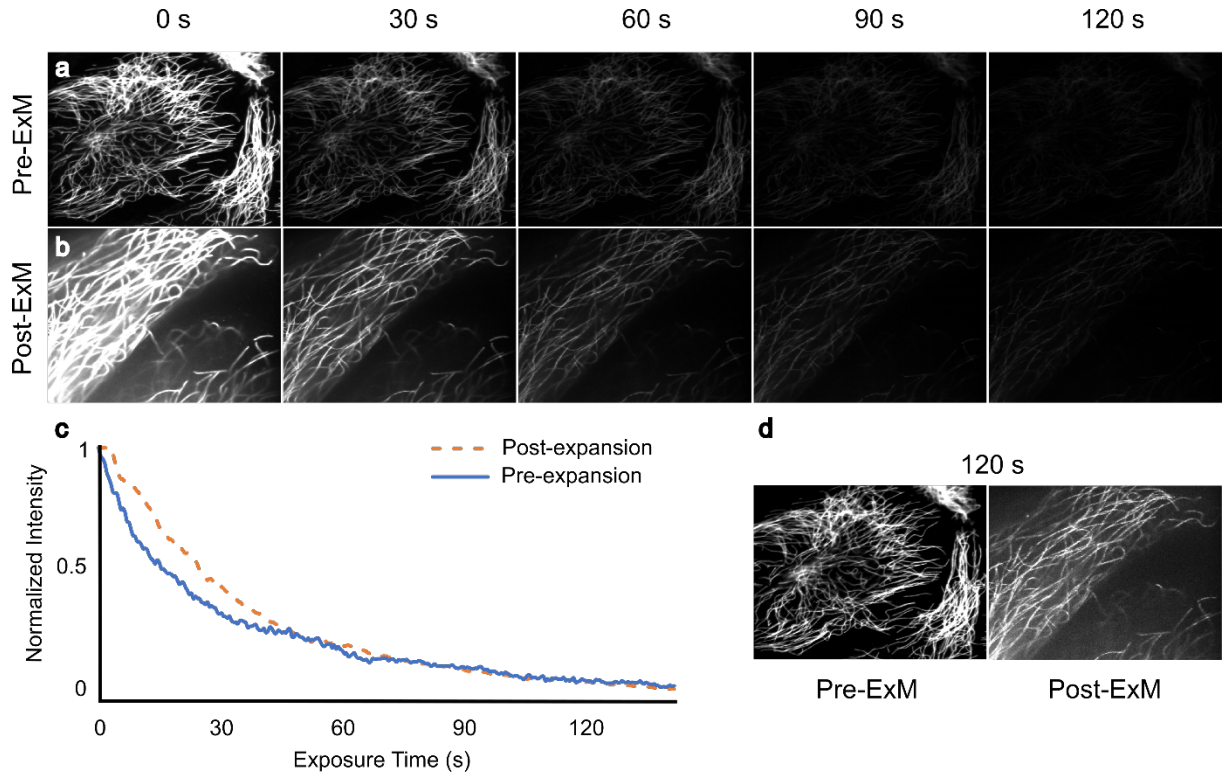 0 s 30 s 60 s 90 s 120 s
a
Pre-ExM
b
Post-ExM
c
1
0.5
0
Normalized Intensity
Post-expansion
Pre-expansion
0 30 60 90 120
Exposure Time (s)
d
120 s
Pre-ExM Post-ExM